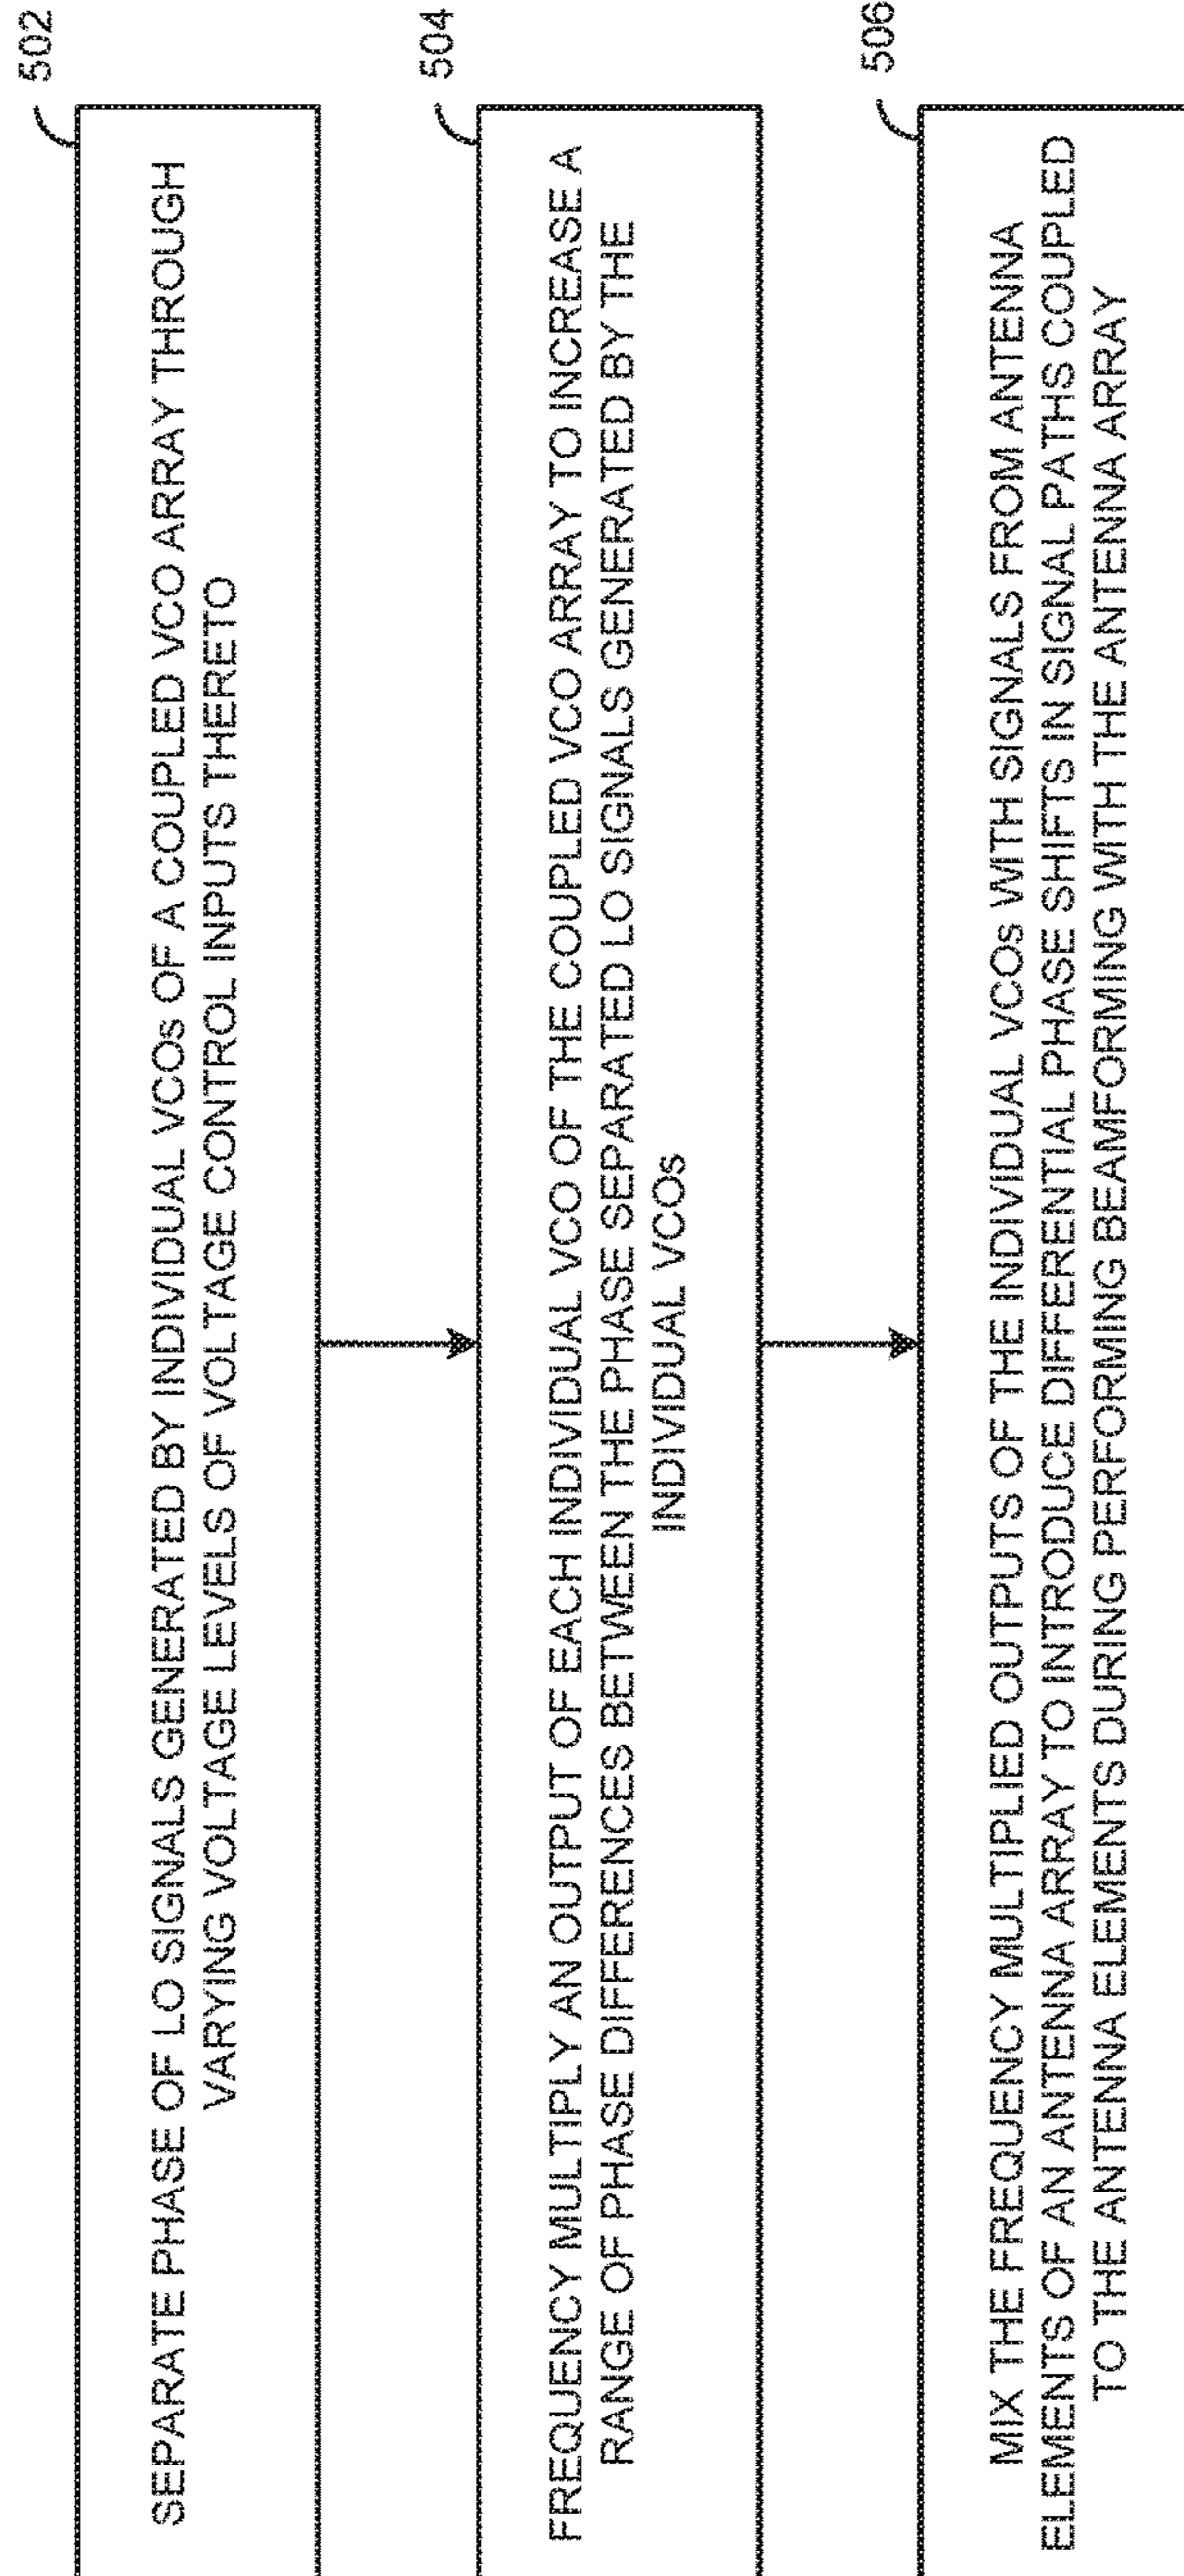 502
SEPARATE PHASE OF LO SIGNALS GENERATED BY INDIVIDUAL VCOs OF A COUPLED VCO ARRAY THROUGH
VARYING VOLTAGE LEVELS OF VOLTAGE CONTROL INPUTS THERETO
504
FREQUENCY MULTIPLY AN OUTPUT OF EACH INDIVIDUAL VCO OF THE COUPLED VCO ARRAY TO INCREASE A
RANGE OF PHASE DIFFERENCES BETWEEN THE PHASE SEPARATED LO SIGNALS GENERATED BY THE
INDIVIDUAL VCOs
506
MIX THE FREQUENCY MULTIPLIED OUTPUTS OF THE INDIVIDUAL VCOs WITH SIGNALS FROM ANTENNA
ELEMENTS OF AN ANTENNA ARRAY TO INTRODUCE DIFFERENTIAL PHASE SHIFTS IN SIGNAL PATHS COUPLED
TO THE ANTENNA ELEMENTS DURING PERFORMING BEAMFORMING WITH THE ANTENNA ARRAY